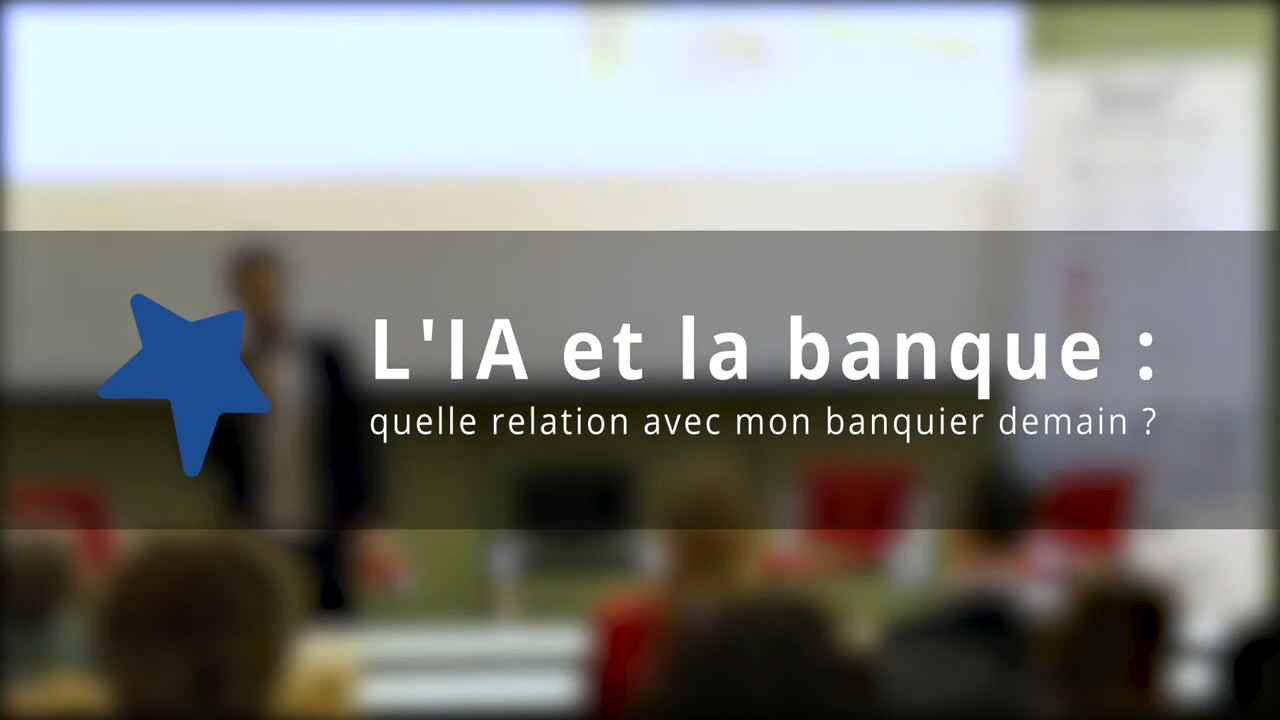 L'IA et la banque :
quelle relation avec mon banquier demain ?